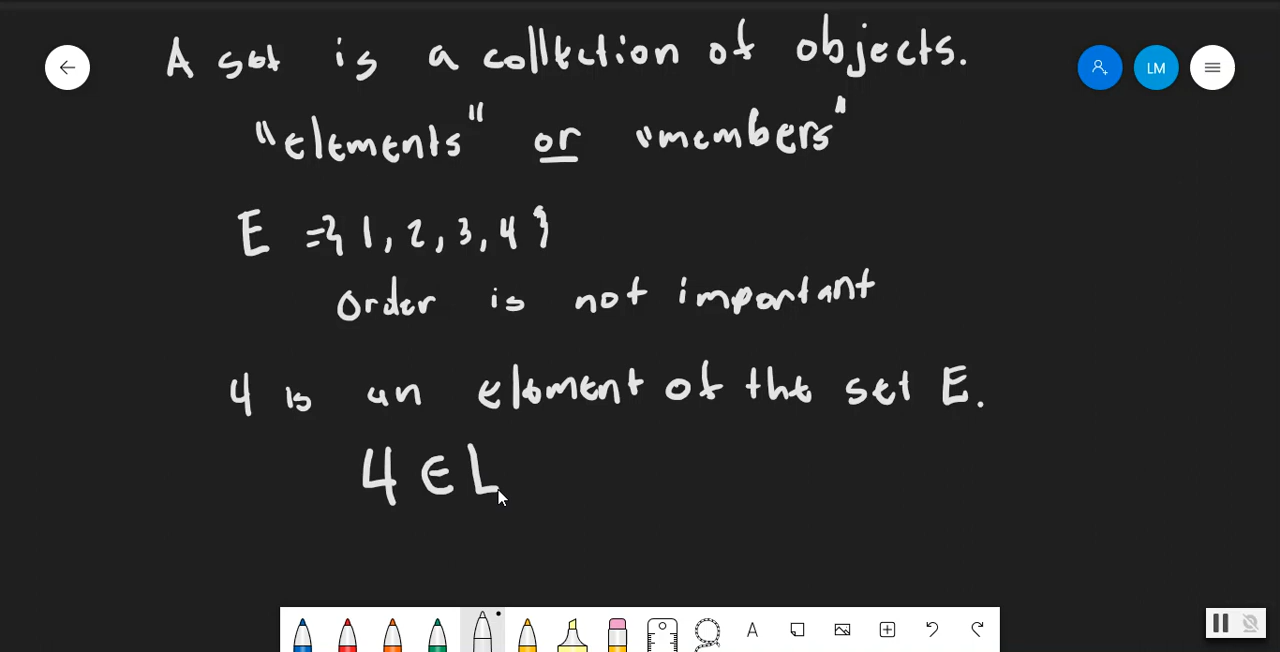 A set is a collection of objects.
LM
"elements" or "members"
E = { 1, 2, 3, 4 }
Order is not important
4 is an element of the set E.
4 ∈ L
A